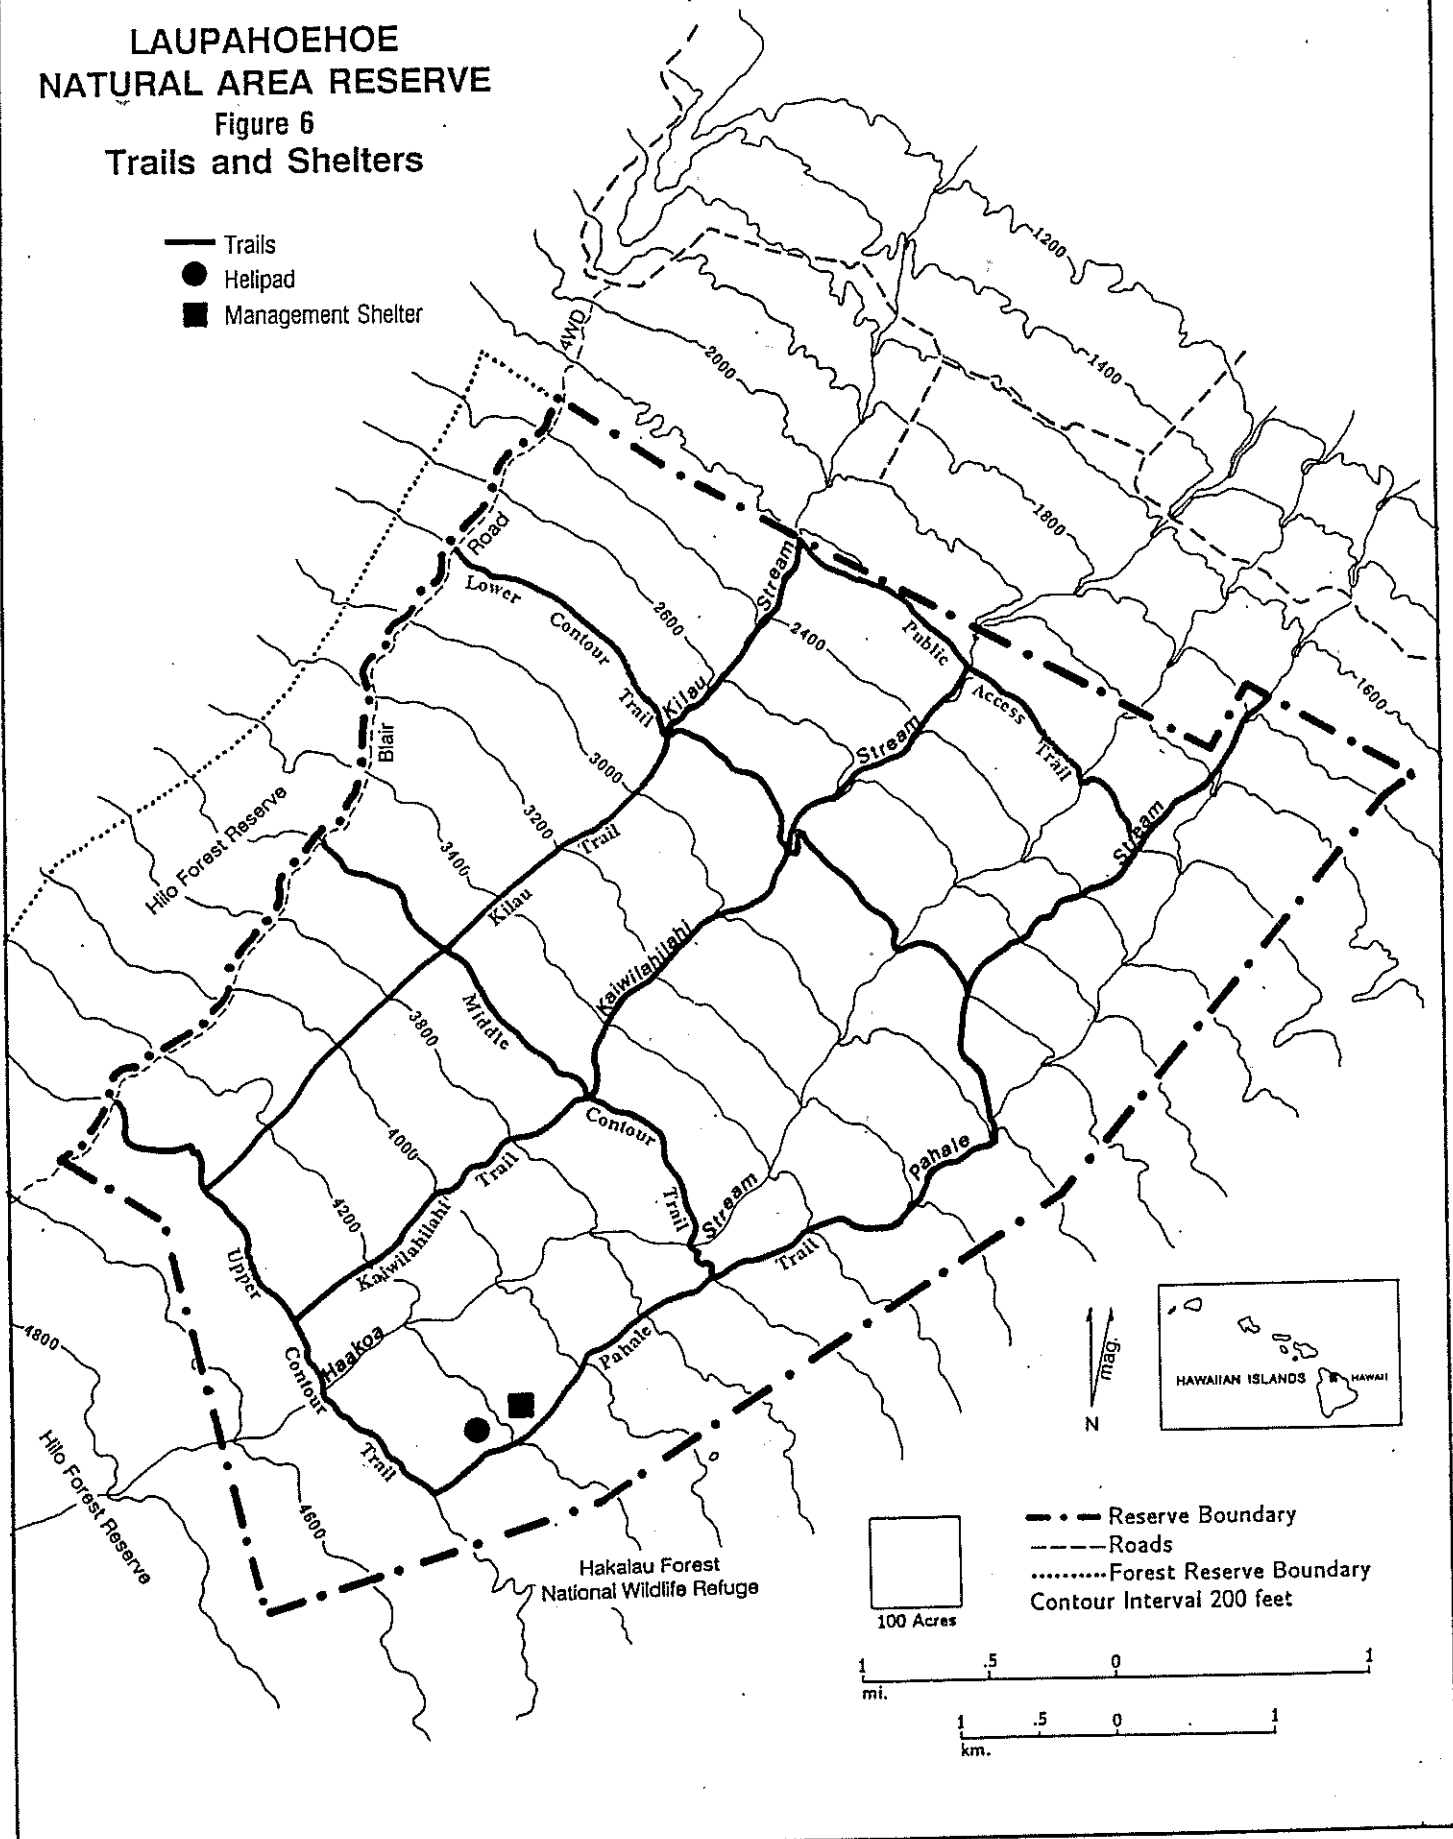 LAUPAHOEHOE
NATURAL AREA RESERVE
Figure 6
Trails and Shelters
Trails
Helipad
Management Shelter
4WD
1200
1400
2000
1800
1600
Road
Lower
Contour
Trail
2600
Kilau
Stream
2400
Public
Access
Trail
Stream
Stream
Blair
3000
3200
3400
Trail
Kilau
Hilo Forest Reserve
Kaiwilahilahi
Middle
3800
Contour
Trail
Stream
4000
4200
Trail
Kaiwilahilahi
Pahale
Trail
Upper
Contour
Trail
Haakoa
Pahale
4800
4600
Hilo Forest Reserve
Hakalau Forest
National Wildlife Refuge
mag.
N
HAWAIIAN ISLANDS
HAWAII
100 Acres
Reserve Boundary
Roads
Forest Reserve Boundary
Contour Interval 200 feet
1 .5 0 1
mi.
1 .5 0 1
km.